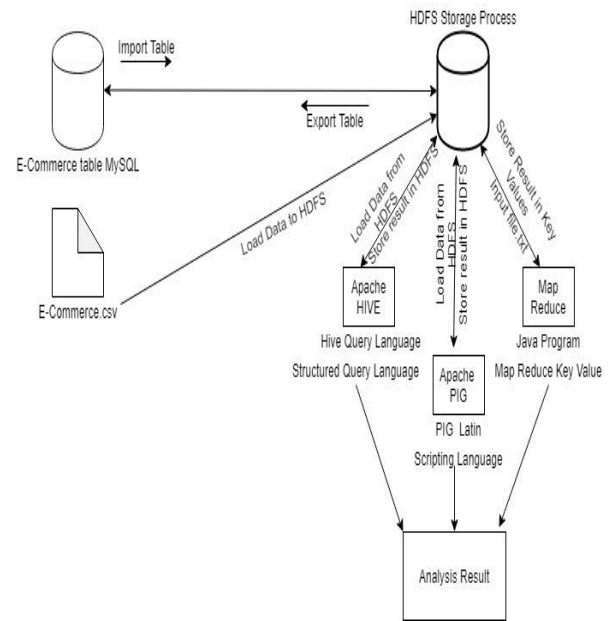 HDFS Storage Process
Import Table
Export Table
E-Commerce table MySQL
Load Data to HDFS
E-Commerce.csv
Load Data from
HDFS
Store result in HDFS
Load Data from
HDFS
Store result in HDFS
Store Result in Key
Values
Input file.txt
Apache
HIVE
Hive Query Language
Structured Query Language
Apache
PIG
PIG Latin
Scripting Language
Map
Reduce
Java Program
Map Reduce Key Value
Analysis Result